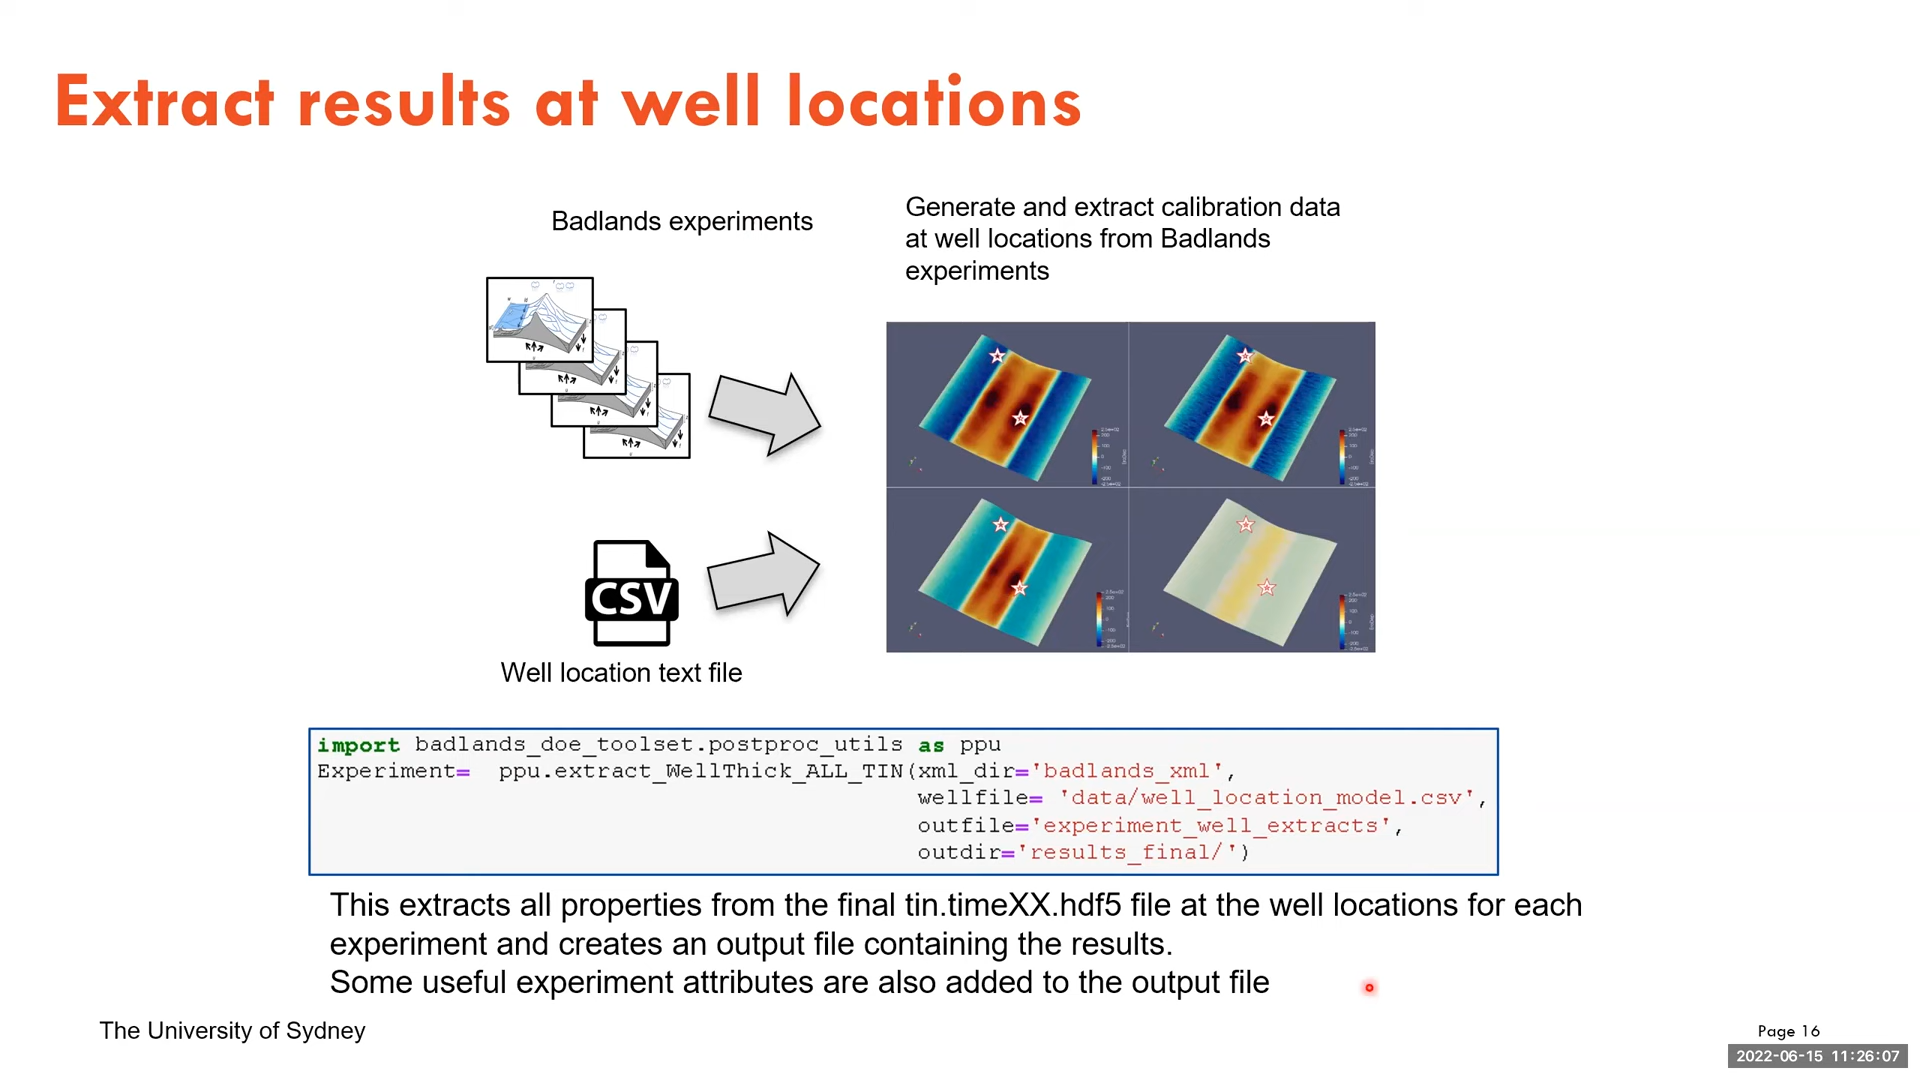 Extract results at well locations
Badlands experiments
Generate and extract calibration data
at well locations from Badlands
experiments
CSV
Well location text file
import badlands_doe_toolset.postproc_utils as ppu
Experiment=  ppu.extract_WellThick_ALL_TIN(xml_dir='badlands_xml',
wellfile= 'data/well_location_model.csv',
outfile='experiment_well_extracts',
outdir='results_final/')
This extracts all properties from the final tin.timeXX.hdf5 file at the well locations for each
experiment and creates an output file containing the results.
Some useful experiment attributes are also added to the output file
The University of Sydney
Page 16
2022-06-15 11:26:07